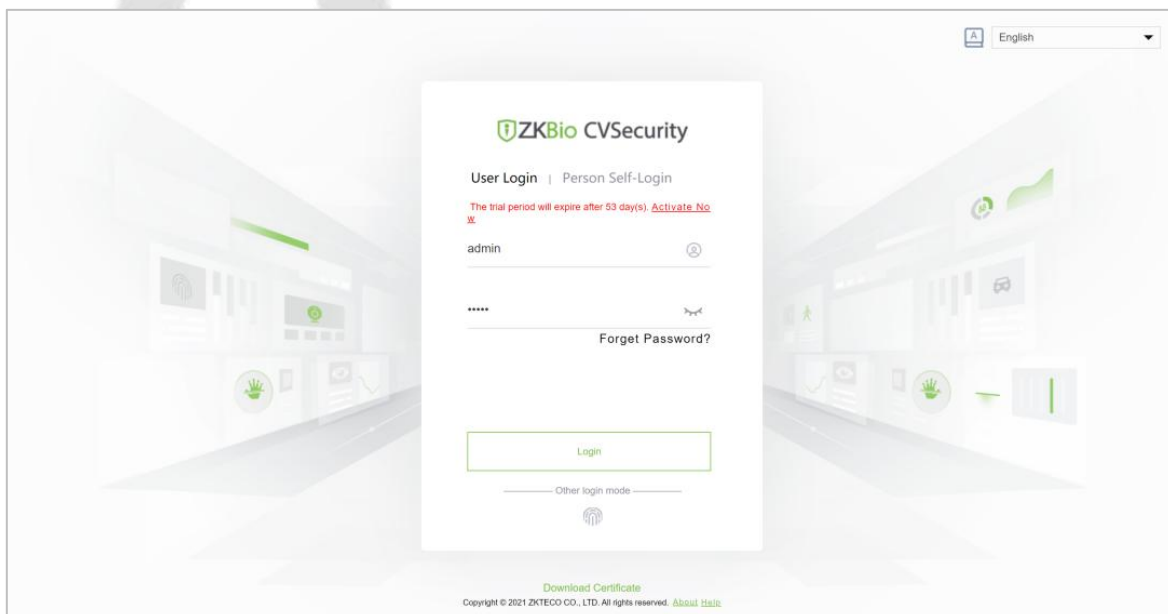 A English
ZKBio CVSecurity
User Login | Person Self-Login
The trial period will expire after 53 day(s). Activate No
w
admin
•••••
Forget Password?
Login
Other login mode
Download Certificate
Copyright © 2021 ZKTECO CO., LTD. All rights reserved. About Help